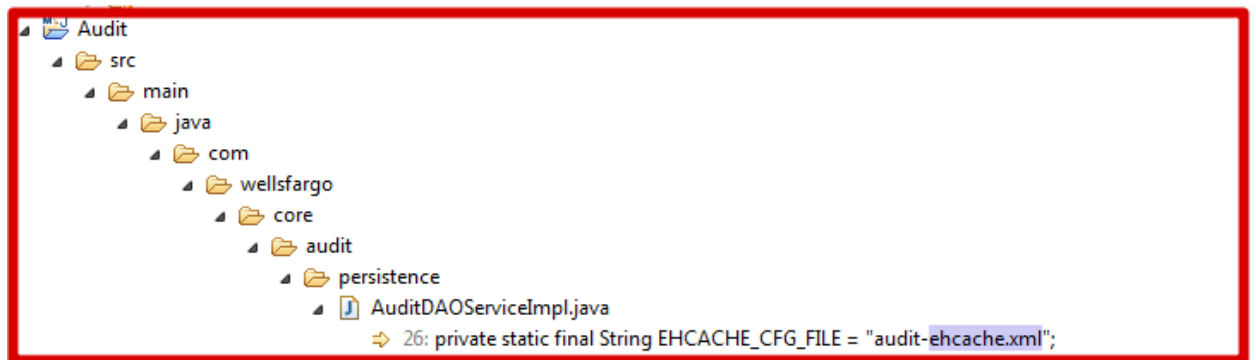 Audit
src
main
java
com
wellsfargo
core
audit
persistence
AuditDAOServiceImpl.java
26: private static final String EHCACHE_CFG_FILE = "audit-ehcache.xml";